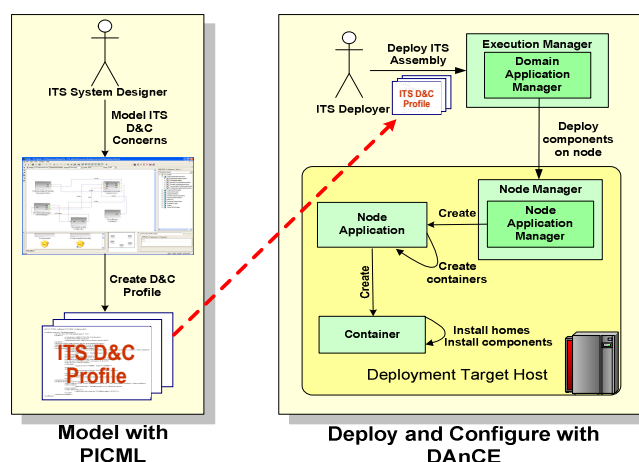 ITS System Designer
Model ITS
D&C
Concerns
Create D&C
Profile
ITS D&C
Profile
Model with
PICML
ITS Deployer
Deploy ITS
Assembly
ITS D&C
Profile
Execution Manager
Domain
Application
Manager
Deploy
components
on node
Node Manager
Node
Application
Manager
Create
Node
Application
Create
containers
Create
Container
Install homes
Install components
Deployment Target Host
Deploy and Configure with
DAnCE